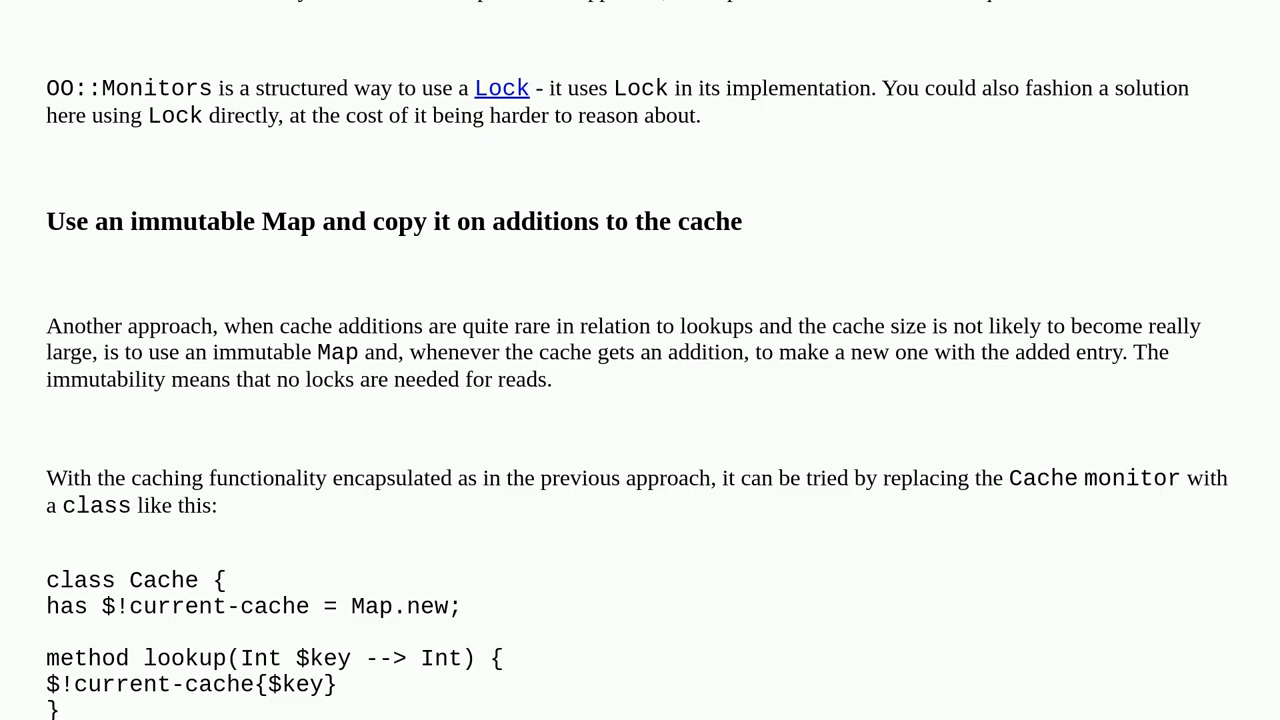 OO::Monitors is a structured way to use a Lock - it uses Lock in its implementation. You could also fashion a solution
here using Lock directly, at the cost of it being harder to reason about.
Use an immutable Map and copy it on additions to the cache
Another approach, when cache additions are quite rare in relation to lookups and the cache size is not likely to become really
large, is to use an immutable Map and, whenever the cache gets an addition, to make a new one with the added entry. The
immutability means that no locks are needed for reads.
With the caching functionality encapsulated as in the previous approach, it can be tried by replacing the Cache monitor with
a class like this:
class Cache {
has $!current-cache = Map.new;
method lookup(Int $key --> Int) {
$!current-cache{$key}
}